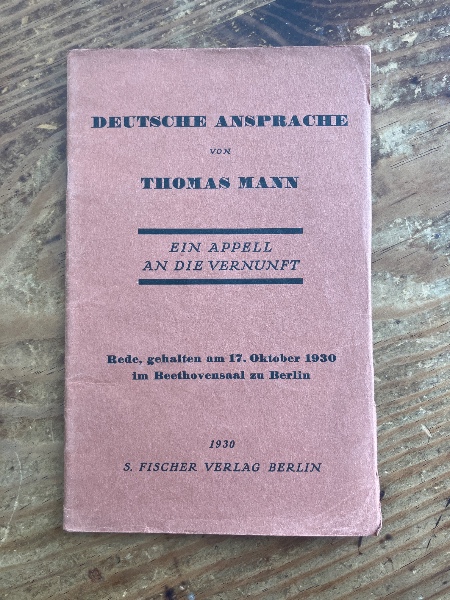 DEUTSCHE ANSPRACHE
VON
THOMAS MANN
EIN APPELL
AN DIE VERNUNFT
Rede, gehalten am 17. Oktober 1930
im Beethovensaal zu Berlin
1930
S. FISCHER VERLAG BERLIN